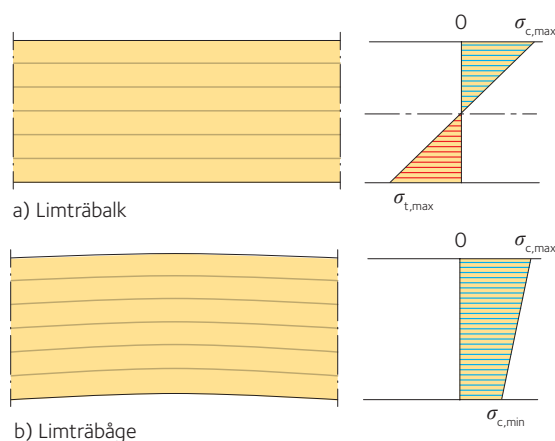 0 σc,max
σt,max
a) Limträbalk
0 σc,max
σc,min
b) Limträbåge